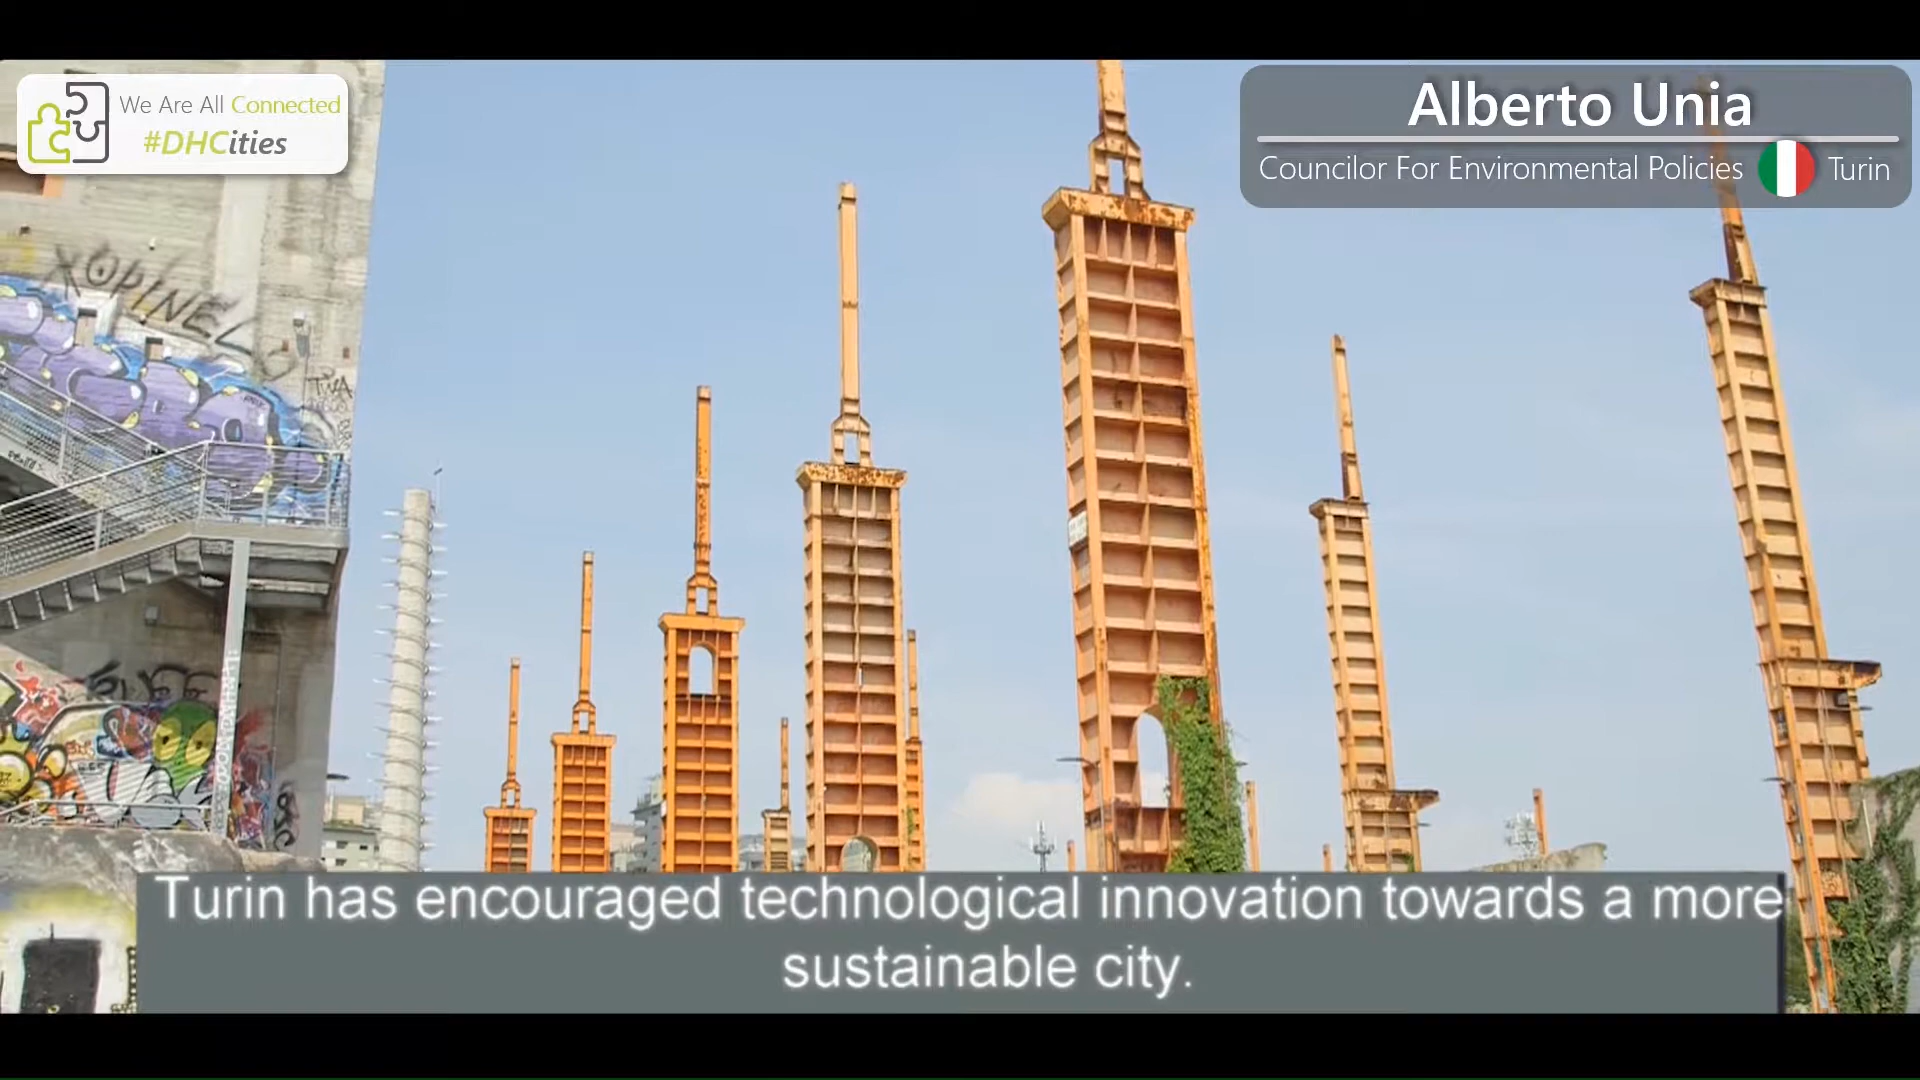 We Are All Connected
#DHCities
Alberto Unia
Councilor For Environmental Policies Turin
XOPINEL
Turin has encouraged technological innovation towards a more
sustainable city.